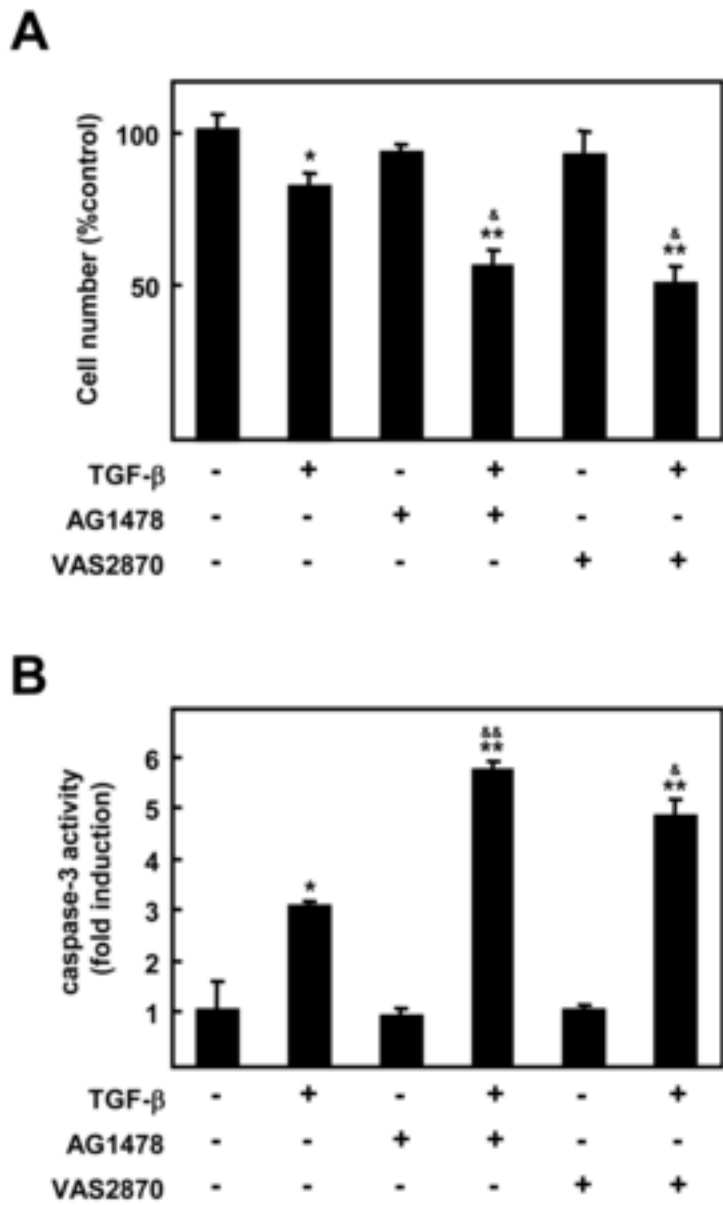 A
Cell number (%control)
100
50
*
&
**
&
**
TGF-β - + - + - +
AG1478 - - + + - -
VAS2870 - - - - + +
B
caspase-3 activity
(fold induction)
6
5
4
3
2
1
*
&&
**
&
**
TGF-β - + - + - +
AG1478 - - + + - -
VAS2870 - - - - + +